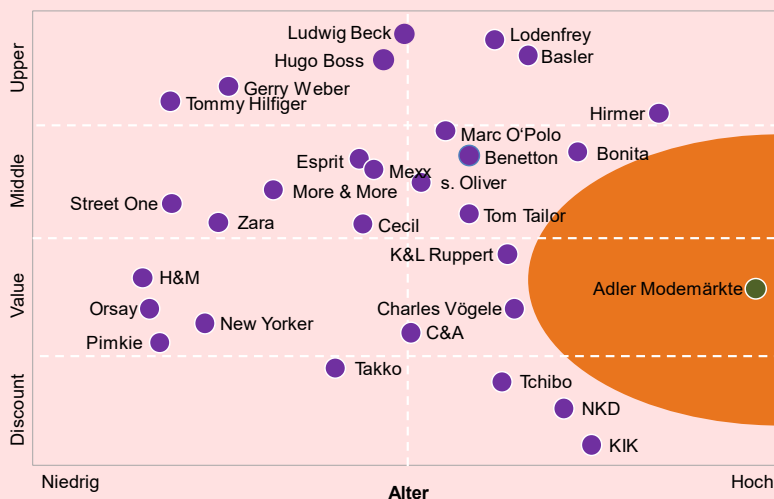 Upper
Middle
Value
Discount
Ludwig Beck
Lodenfrey
Hugo Boss
Basler
Gerry Weber
Tommy Hilfiger
Hirmer
Marc O‘Polo
Esprit
Benetton
Bonita
Mexx
More & More
s. Oliver
Street One
Tom Tailor
Zara
Cecil
K&L Ruppert
H&M
Adler Modemärkte
Orsay
Charles Vögele
New Yorker
C&A
Pimkie
Takko
Tchibo
NKD
KIK
Niedrig
Alter
Hoch